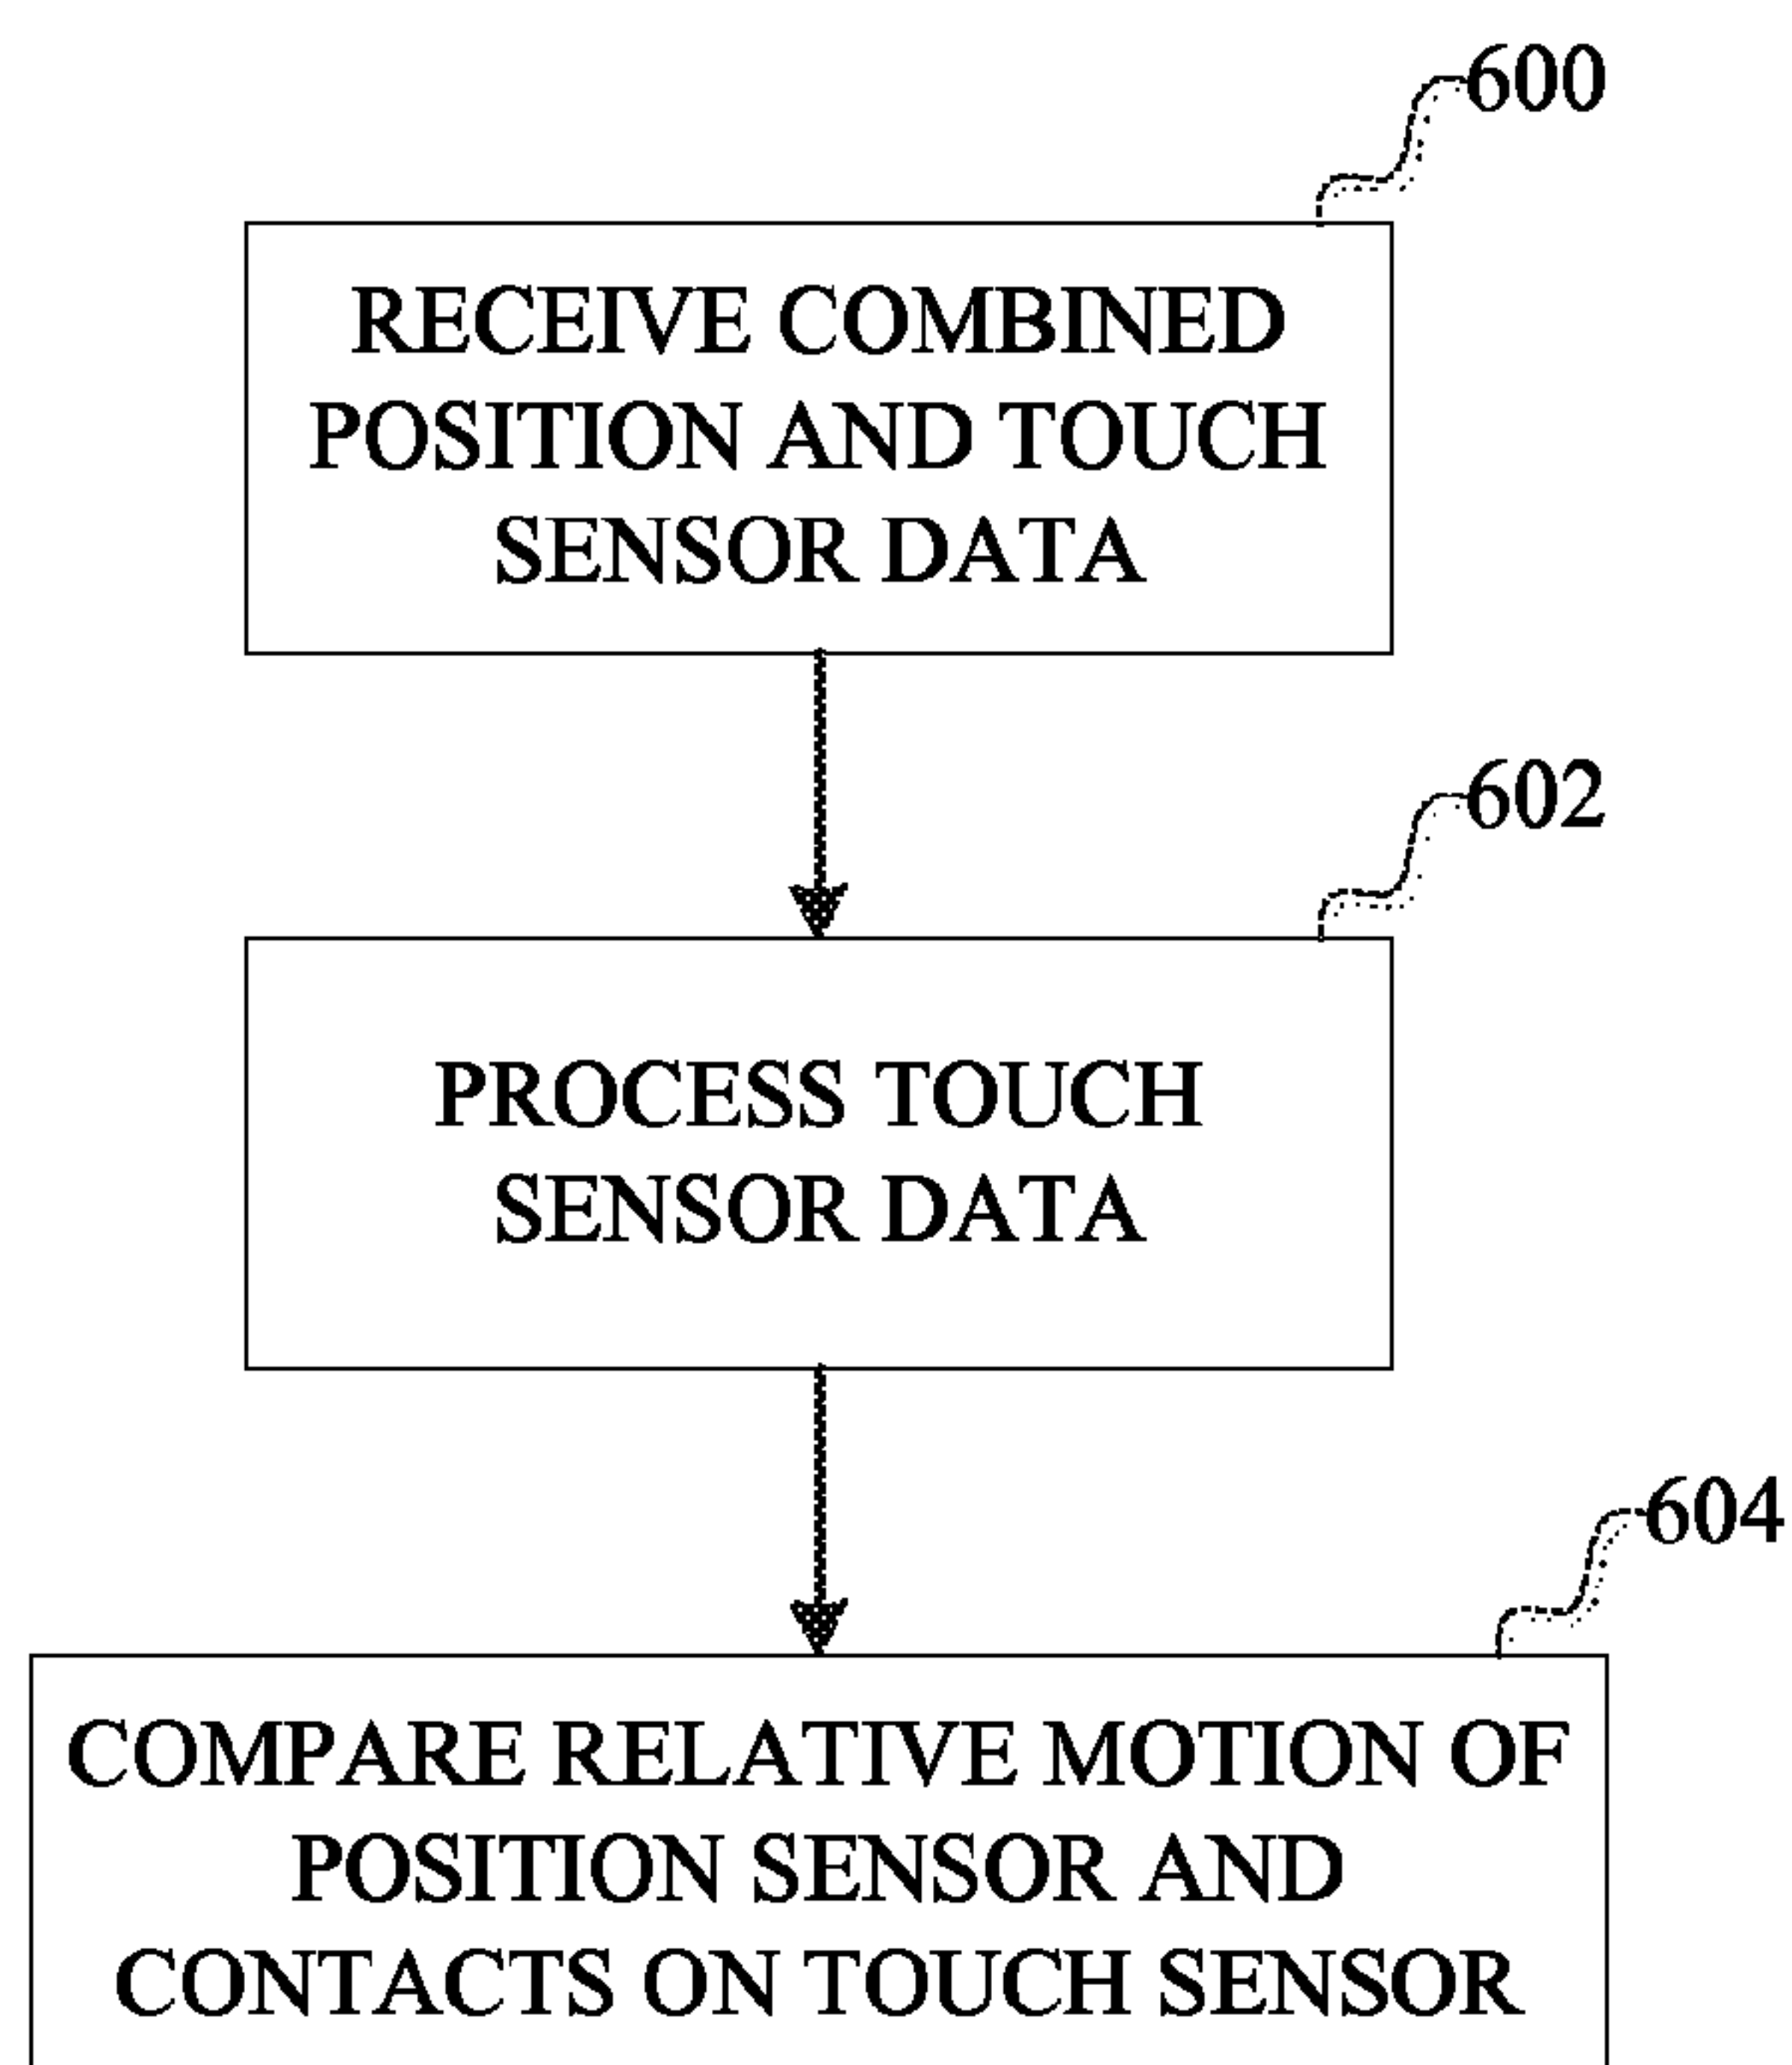 600
RECEIVE COMBINED
POSITION AND TOUCH
SENSOR DATA
602
PROCESS TOUCH
SENSOR DATA
604
COMPARE RELATIVE MOTION OF
POSITION SENSOR AND
CONTACTS ON TOUCH SENSOR